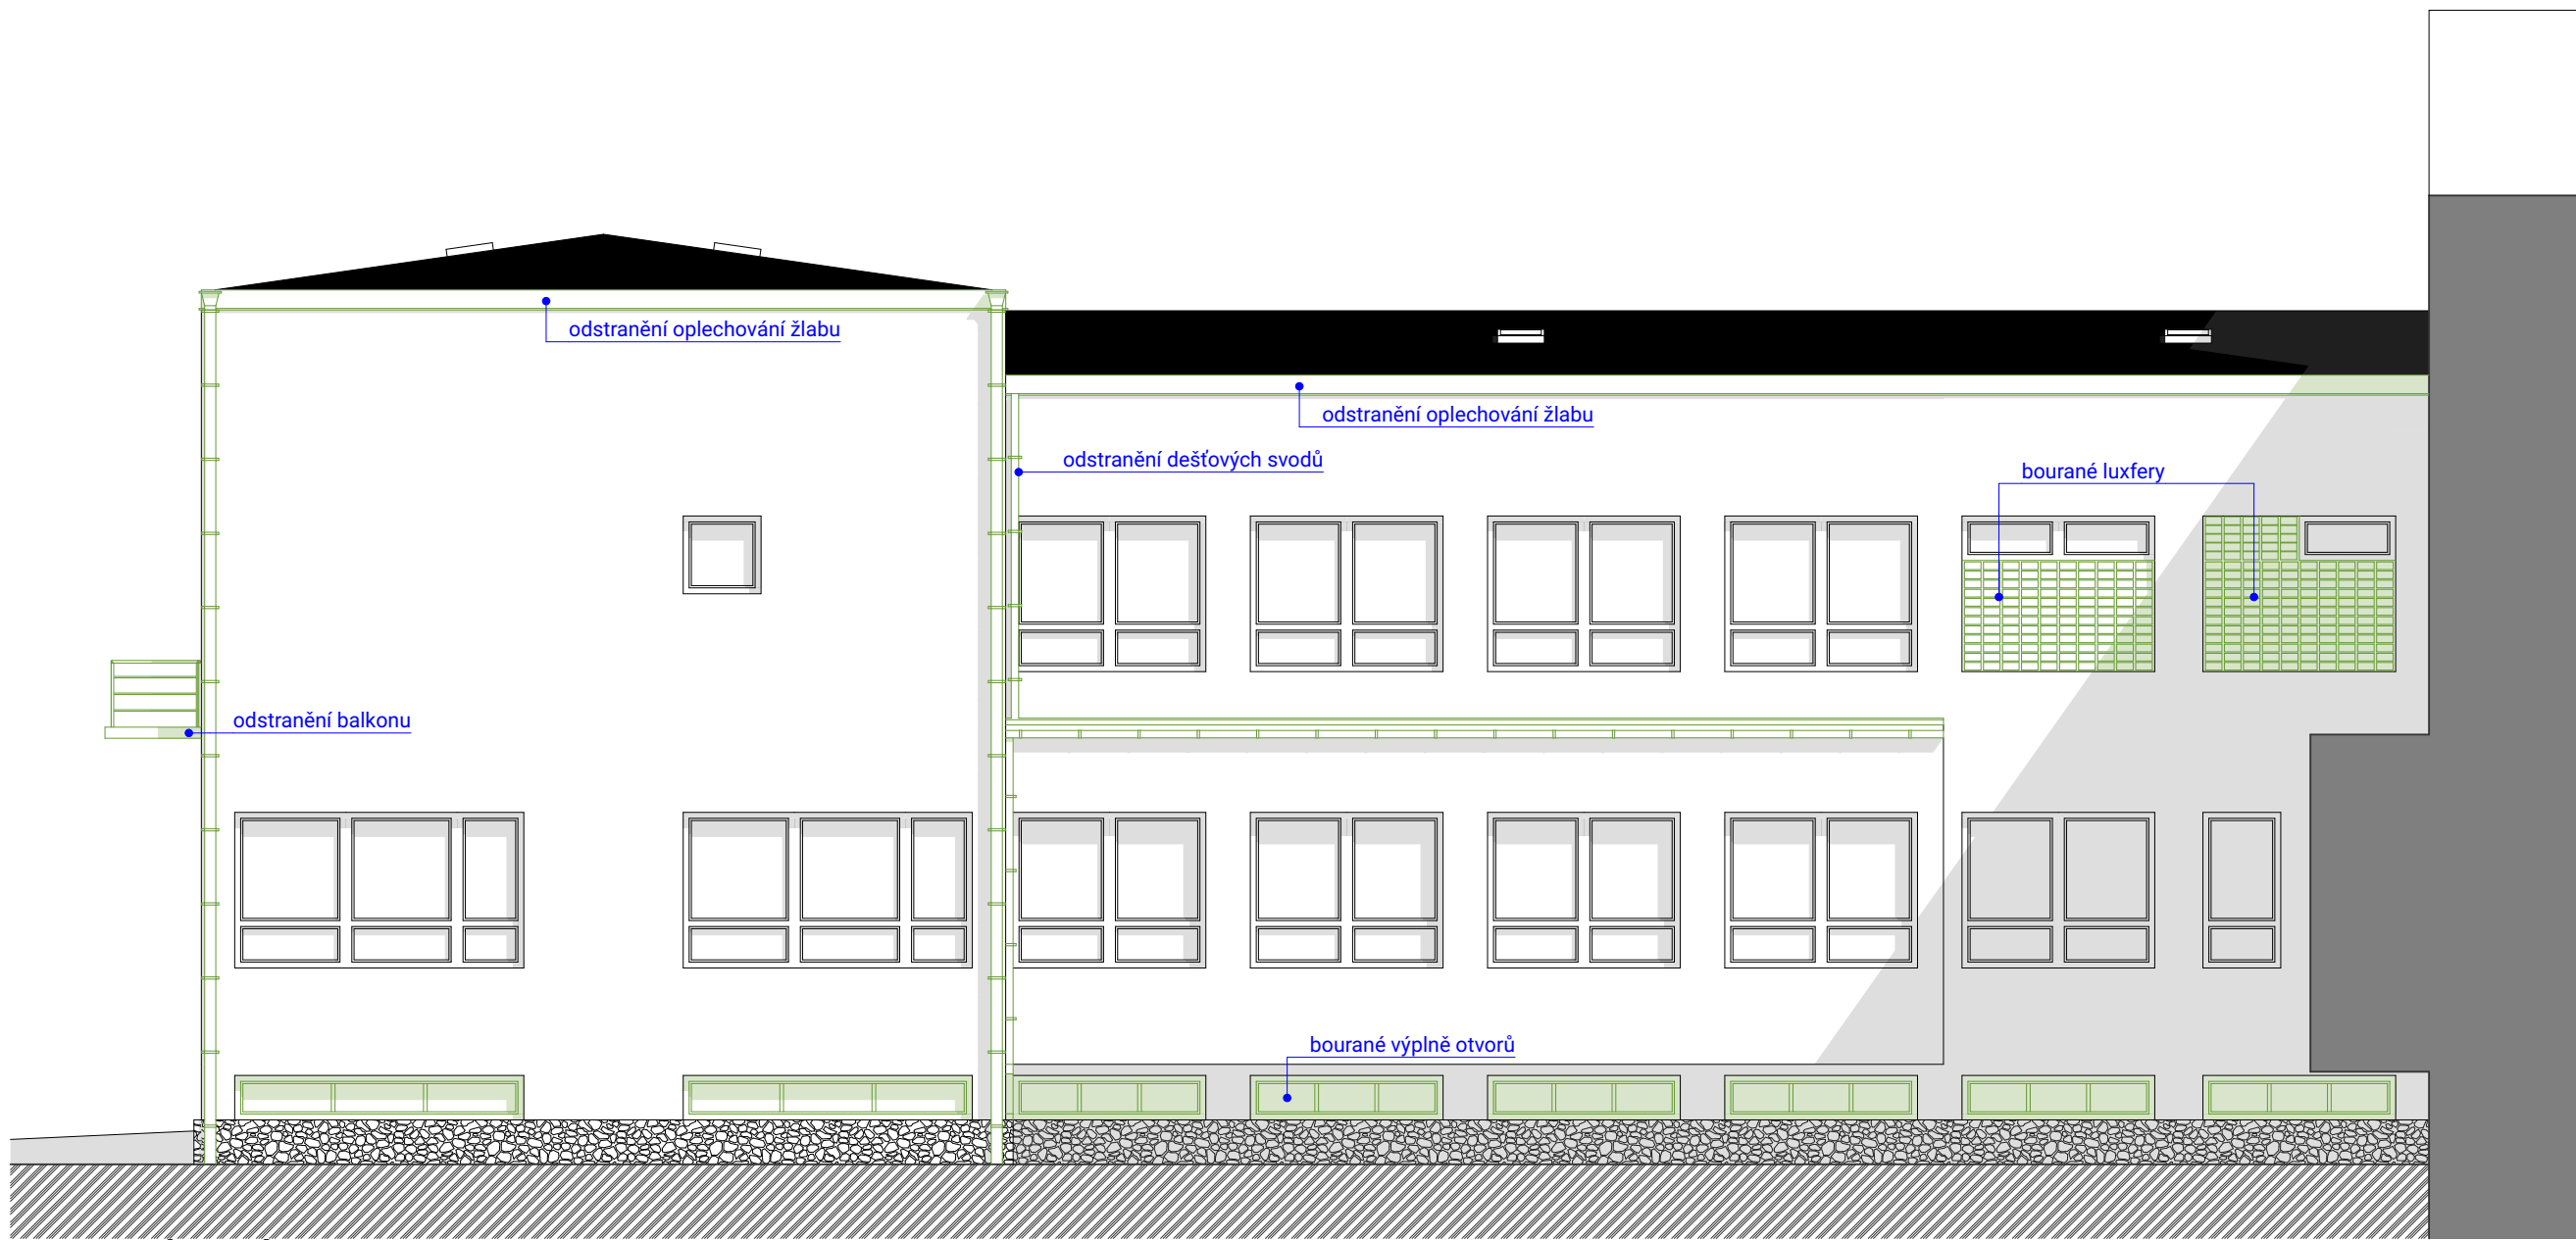 odstranění oplechování žlabu
odstranění oplechování žlabu
odstranění dešťových svodů
bourané luxfery
odstranění balkonu
bourané výplně otvorů